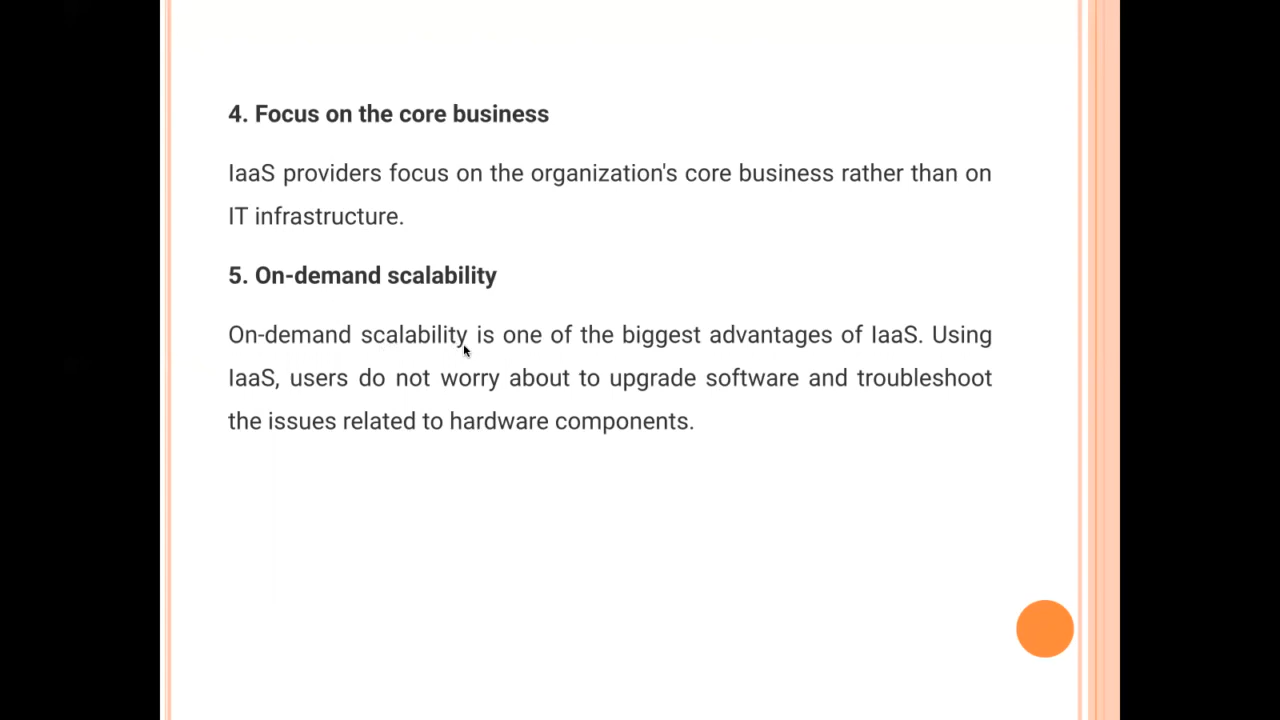 4. Focus on the core business
IaaS providers focus on the organization's core business rather than on
IT infrastructure.
5. On-demand scalability
On-demand scalability is one of the biggest advantages of IaaS. Using
IaaS, users do not worry about to upgrade software and troubleshoot
the issues related to hardware components.